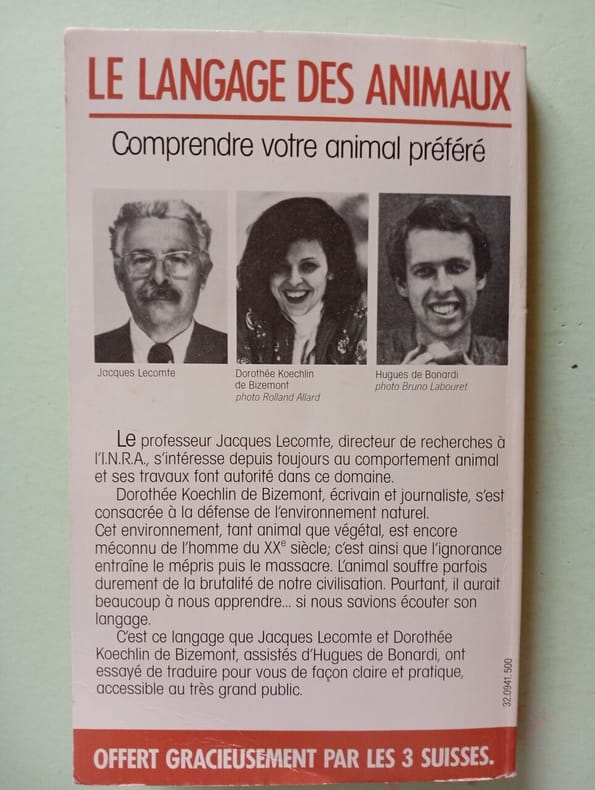 LE LANGAGE DES ANIMAUX
Comprendre votre animal préféré
Jacques Lecomte
Dorothée Koechlin
de Bizemont
photo Rolland Allard
Hugues de Bonardi
photo Bruno Labouret
Le professeur Jacques Lecomte, directeur de recherches à
l'I.N.R.A., s'intéresse depuis toujours au comportement animal
et ses travaux font autorité dans ce domaine.
Dorothée Koechlin de Bizemont, écrivain et journaliste, s'est
consacrée à la défense de l'environnement naturel.
Cet environnement, tant animal que végétal, est encore
méconnu de l'homme du XXe siècle; c'est ainsi que l'ignorance
entraîne le mépris puis le massacre. L'animal souffre parfois
durement de la brutalité de notre civilisation. Pourtant, il aurait
beaucoup à nous apprendre... si nous savions écouter son
langage.
C'est ce langage que Jacques Lecomte et Dorothée
Koechlin de Bizemont, assistés d'Hugues de Bonardi, ont
essayé de traduire pour vous de façon claire et pratique,
accessible au très grand public.
32.0941.500
OFFERT GRACIEUSEMENT PAR LES 3 SUISSES.